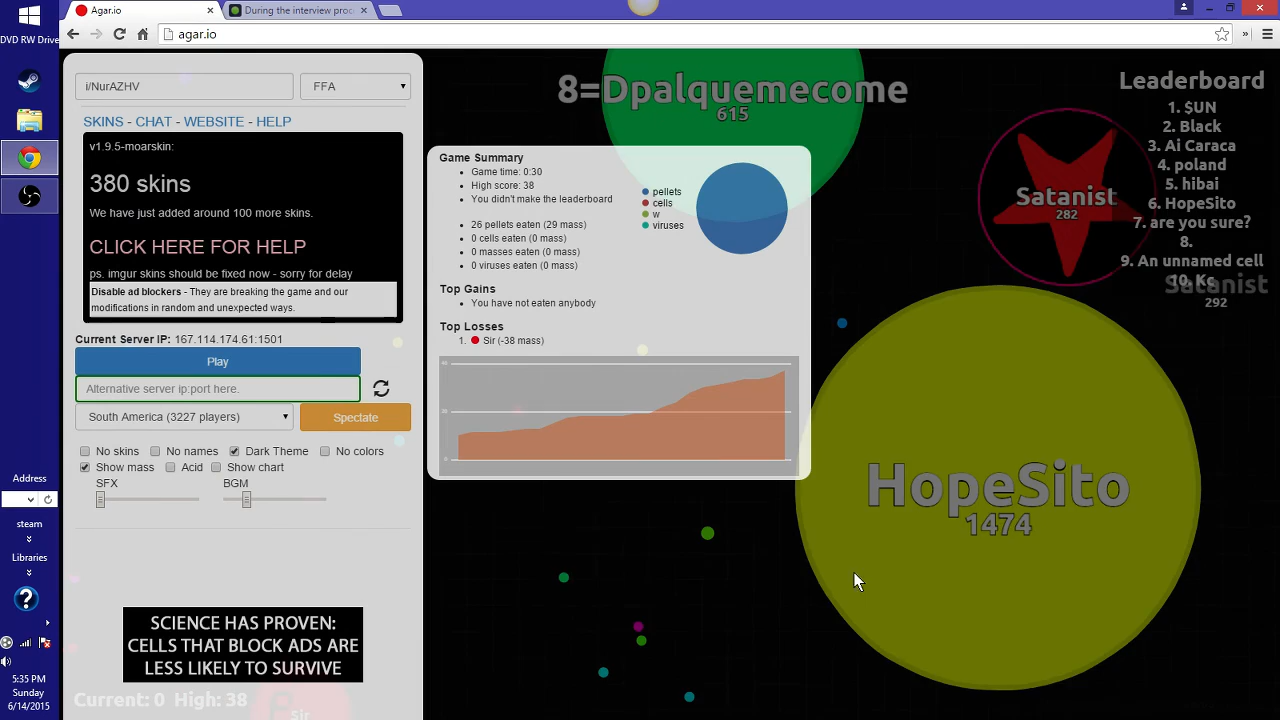 DVD RW Drive
Agar.io
During the interview proc
agar.io
i/NurAZHV
FFA
SKINS - CHAT - WEBSITE - HELP
v1.9.5-moarskin:
380 skins
We have just added around 100 more skins.
CLICK HERE FOR HELP
ps. imgur skins should be fixed now - sorry for delay
Disable ad blockers - They are breaking the game and our
modifications in random and unexpected ways.
Current Server IP: 167.114.174.61:1501
Play
Alternative server ip:port here.
South America (3227 players)
Spectate
No skins
No names
Dark Theme
No colors
Show mass
Acid
Show chart
SFX
BGM
SCIENCE HAS PROVEN:
CELLS THAT BLOCK ADS ARE
LESS LIKELY TO SURVIVE
Current: 0 High: 38
Sir
Game Summary
Game time: 0:30
High score: 38
You didn't make the leaderboard
26 pellets eaten (29 mass)
0 cells eaten (0 mass)
0 masses eaten (0 mass)
0 viruses eaten (0 mass)
pellets
cells
w
viruses
Top Gains
You have not eaten anybody
Top Losses
1. Sir (-38 mass)
8=Dpalquemecome
615
Satanist
282
Satanist
292
HopeSito
1474
Leaderboard
1. $UN
2. Black
3. Ai Caraca
4. poland
5. hibai
6. HopeSito
7. are you sure?
8.
9. An unnamed cell
10. Kc
Address
steam
Libraries
5:35 PM
Sunday
6/14/2015